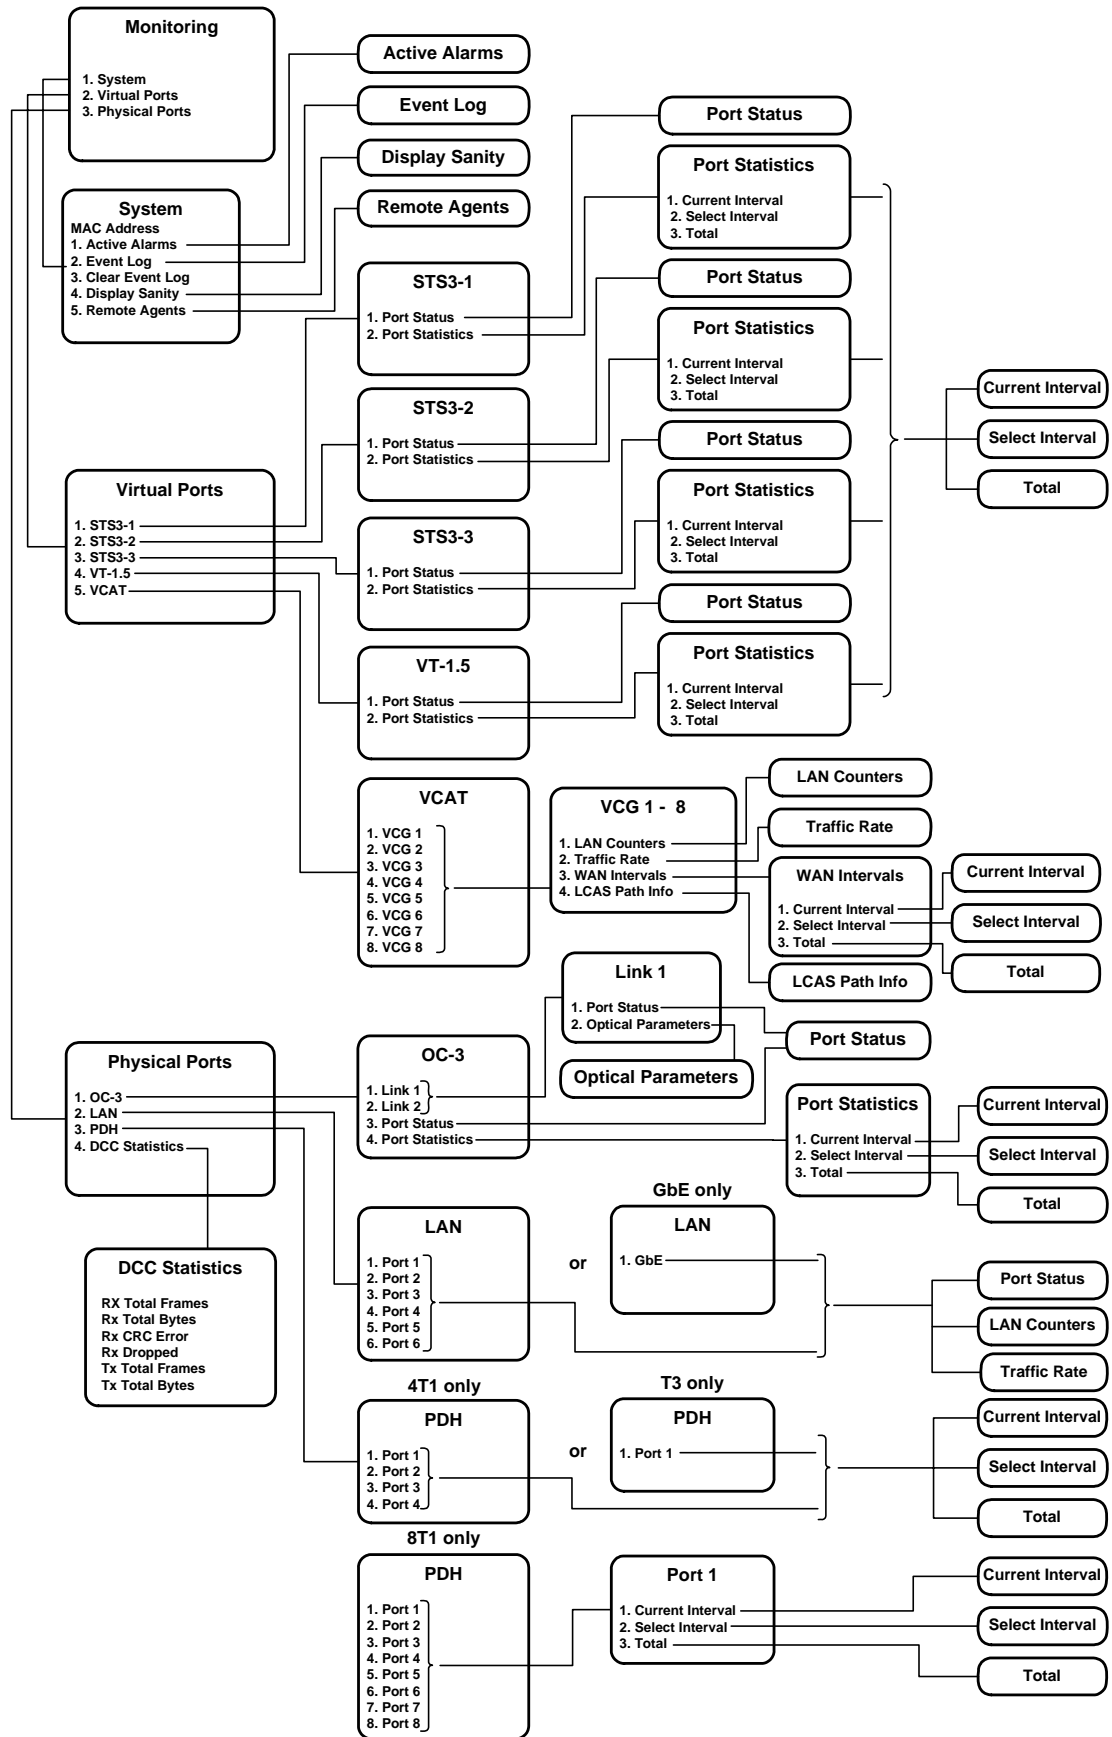 Monitoring
1. System
2. Virtual Ports
3. Physical Ports
System
MAC Address
1. Active Alarms
2. Event Log
3. Clear Event Log
4. Display Sanity
5. Remote Agents
Active Alarms
Event Log
Display Sanity
Remote Agents
Virtual Ports
1. STS3-1
2. STS3-2
3. STS3-3
4. VT-1.5
5. VCAT
STS3-1
1. Port Status
2. Port Statistics
STS3-2
1. Port Status
2. Port Statistics
STS3-3
1. Port Status
2. Port Statistics
VT-1.5
1. Port Status
2. Port Statistics
Port Status
Port Statistics
1. Current Interval
2. Select Interval
3. Total
Port Status
Port Statistics
1. Current Interval
2. Select Interval
3. Total
Port Status
Port Statistics
1. Current Interval
2. Select Interval
3. Total
Port Status
Port Statistics
1. Current Interval
2. Select Interval
3. Total
Current Interval
Select Interval
Total
VCAT
1. VCG 1
2. VCG 2
3. VCG 3
4. VCG 4
5. VCG 5
6. VCG 6
7. VCG 7
8. VCG 8
VCG 1 - 8
1. LAN Counters
2. Traffic Rate
3. WAN Intervals
4. LCAS Path Info
LAN Counters
Traffic Rate
WAN Intervals
1. Current Interval
2. Select Interval
3. Total
LCAS Path Info
Current Interval
Select Interval
Total
Physical Ports
1. OC-3
2. LAN
3. PDH
4. DCC Statistics
DCC Statistics
RX Total Frames
Rx Total Bytes
Rx CRC Error
Rx Dropped
Tx Total Frames
Tx Total Bytes
OC-3
1. Link 1
2. Link 2
3. Port Status
4. Port Statistics
Link 1
1. Port Status
2. Optical Parameters
Optical Parameters
Port Status
Port Statistics
1. Current Interval
2. Select Interval
3. Total
Current Interval
Select Interval
Total
LAN
1. Port 1
2. Port 2
3. Port 3
4. Port 4
5. Port 5
6. Port 6
or
GbE only
LAN
1. GbE
Port Status
LAN Counters
Traffic Rate
4T1 only
PDH
1. Port 1
2. Port 2
3. Port 3
4. Port 4
or
T3 only
PDH
1. Port 1
Current Interval
Select Interval
Total
8T1 only
PDH
1. Port 1
2. Port 2
3. Port 3
4. Port 4
5. Port 5
6. Port 6
7. Port 7
8. Port 8
Port 1
1. Current Interval
2. Select Interval
3. Total
Current Interval
Select Interval
Total